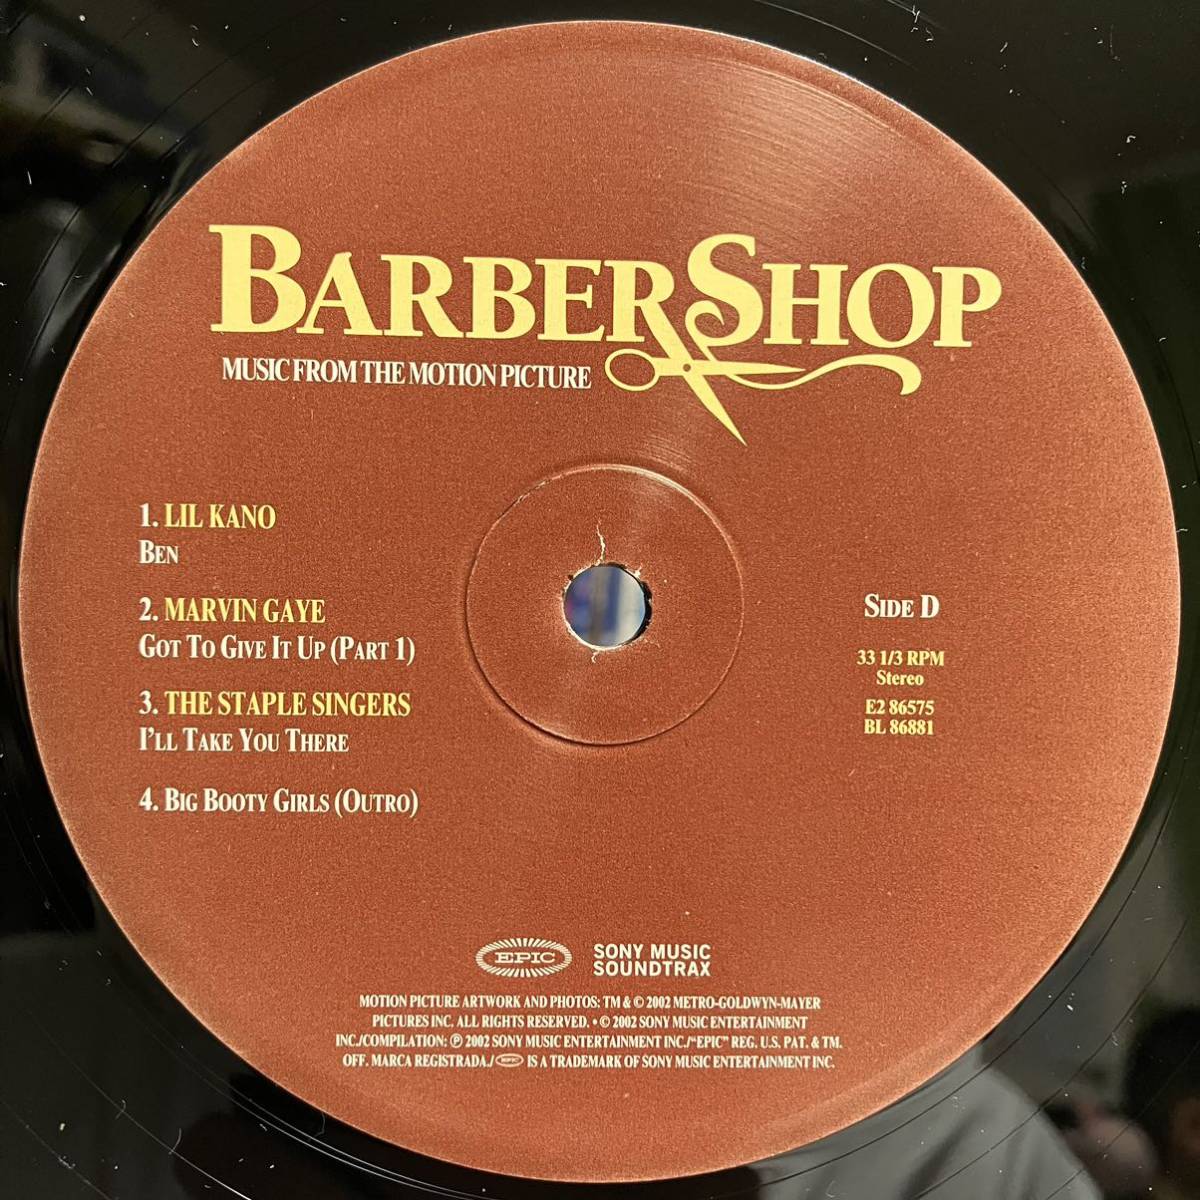 BARBERSHOP
MUSIC FROM THE MOTION PICTURE
1. LIL KANO
BEN
2. MARVIN GAYE
GOT TO GIVE IT UP (PART 1)
3. THE STAPLE SINGERS
I'LL TAKE YOU THERE
4. BIG BOOTY GIRLS (OUTRO)
SIDE D
33 1/3 RPM
Stereo
E2 86575
BL 86881
EPIC
SONY MUSIC
SOUNDTRAX
MOTION PICTURE ARTWORK AND PHOTOS: TM & © 2002 METRO-GOLDWYN-MAYER
PICTURES INC. ALL RIGHTS RESERVED. • © 2002 SONY MUSIC ENTERTAINMENT
INC./COMPILATION: ℗ 2002 SONY MUSIC ENTERTAINMENT INC./"EPIC" REG. U.S. PAT. & TM.
OFF. MARCA REGISTRADA./ EPIC IS A TRADEMARK OF SONY MUSIC ENTERTAINMENT INC.